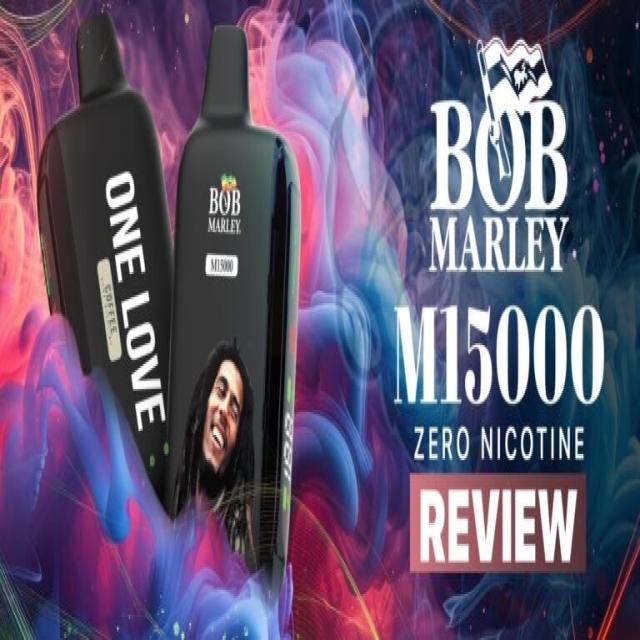 ONE LOVE
COFFEE
BOB
MARLEY
M15000
BOB
MARLEY
M15000
ZERO NICOTINE
REVIEW